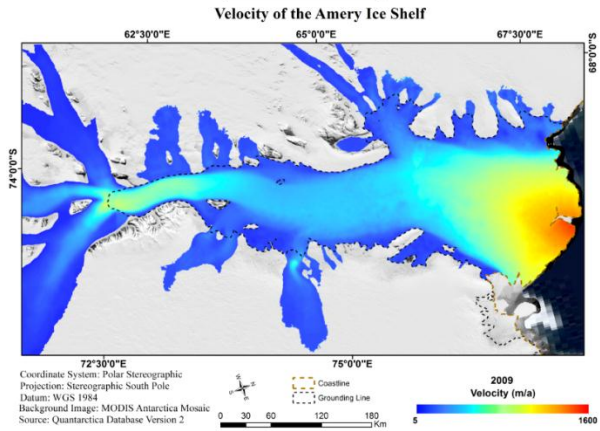 Velocity of the Amery Ice Shelf
62°30'0"E
65°0'0"E
67°30'0"E
68°0'0"S
74°0'0"S
72°30'0"E
75°0'0"E
Coordinate System: Polar Stereographic
Projection: Stereographic South Pole
Datum: WGS 1984
Background Image: MODIS Antarctica Mosaic
Source: Quantarctica Database Version 2
Coastline
Grounding Line
0 30 60 120 180
Km
2009
Velocity (m/a)
5 1600